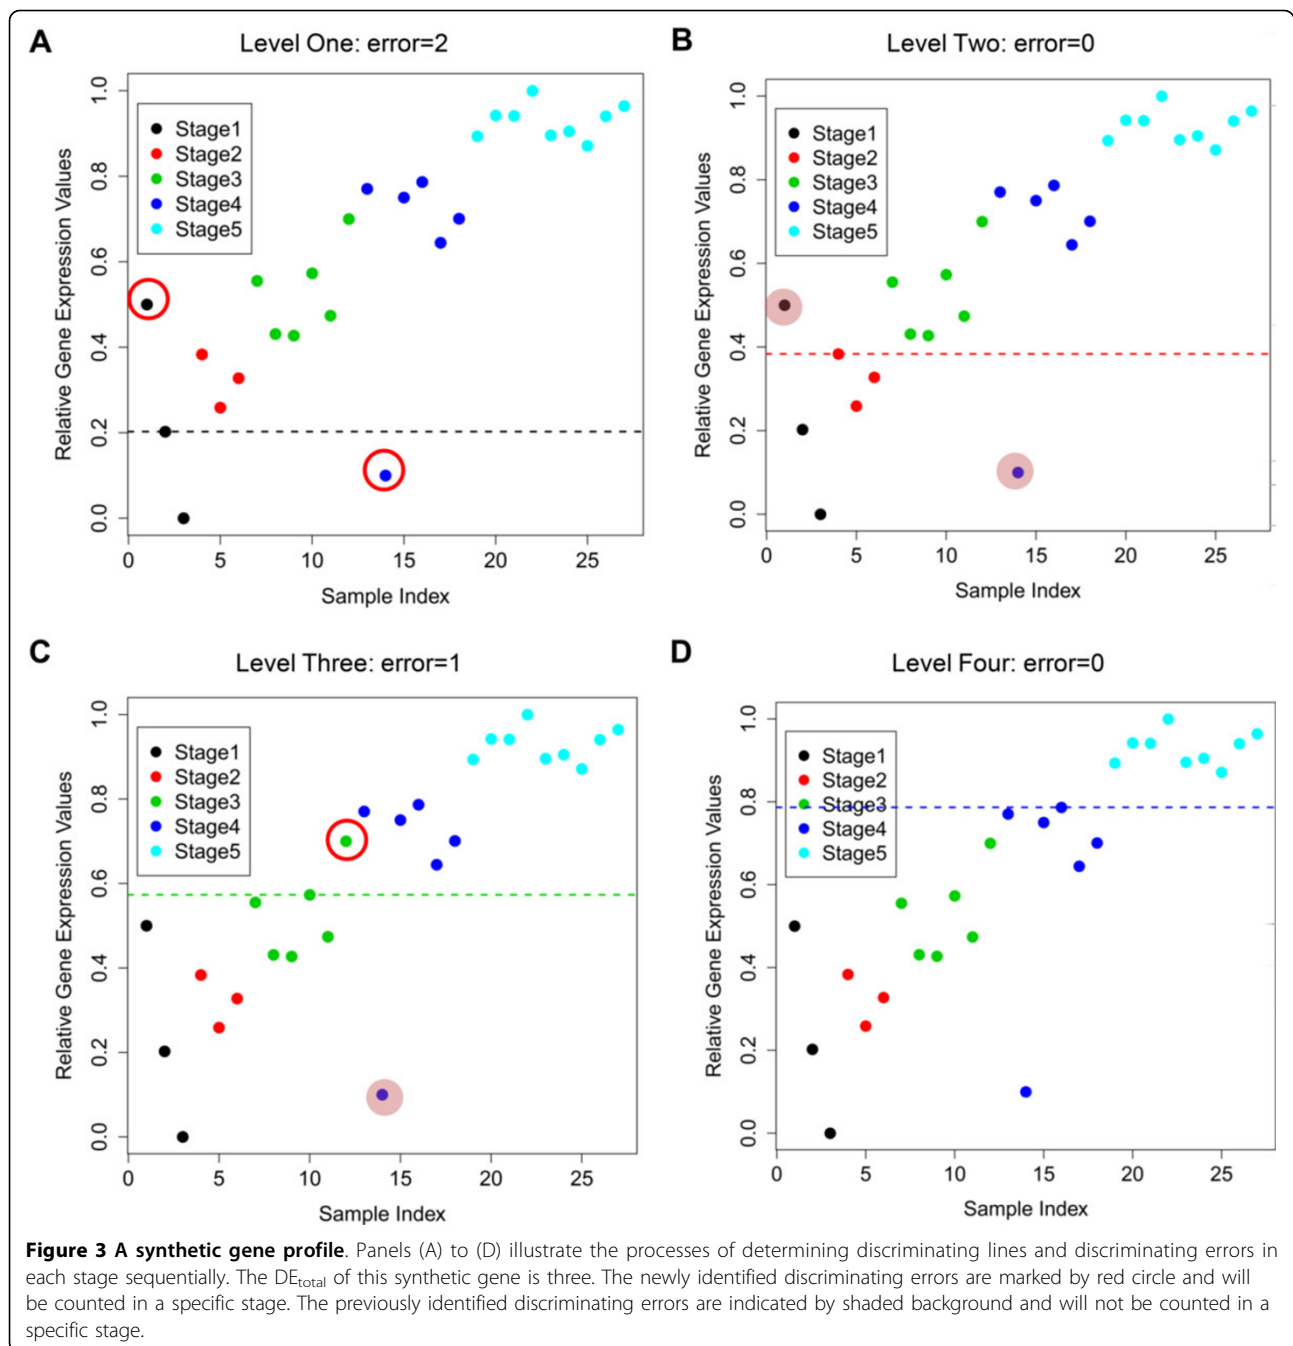 A
Level One: error=2
Relative Gene Expression Values
1.0
0.8
0.6
0.4
0.2
0.0
Stage1
Stage2
Stage3
Stage4
Stage5
0 5 10 15 20 25
Sample Index
B
Level Two: error=0
Relative Gene Expression Values
1.0
0.8
0.6
0.4
0.2
0.0
Stage1
Stage2
Stage3
Stage4
Stage5
0 5 10 15 20 25
Sample Index
C
Level Three: error=1
Relative Gene Expression Values
1.0
0.8
0.6
0.4
0.2
0.0
Stage1
Stage2
Stage3
Stage4
Stage5
0 5 10 15 20 25
Sample Index
D
Level Four: error=0
Relative Gene Expression Values
1.0
0.8
0.6
0.4
0.2
0.0
Stage1
Stage2
Stage3
Stage4
Stage5
0 5 10 15 20 25
Sample Index
Figure 3 A synthetic gene profile. Panels (A) to (D) illustrate the processes of determining discriminating lines and discriminating errors in
each stage sequentially. The DEtotal of this synthetic gene is three. The newly identified discriminating errors are marked by red circle and will
be counted in a specific stage. The previously identified discriminating errors are indicated by shaded background and will not be counted in a
specific stage.